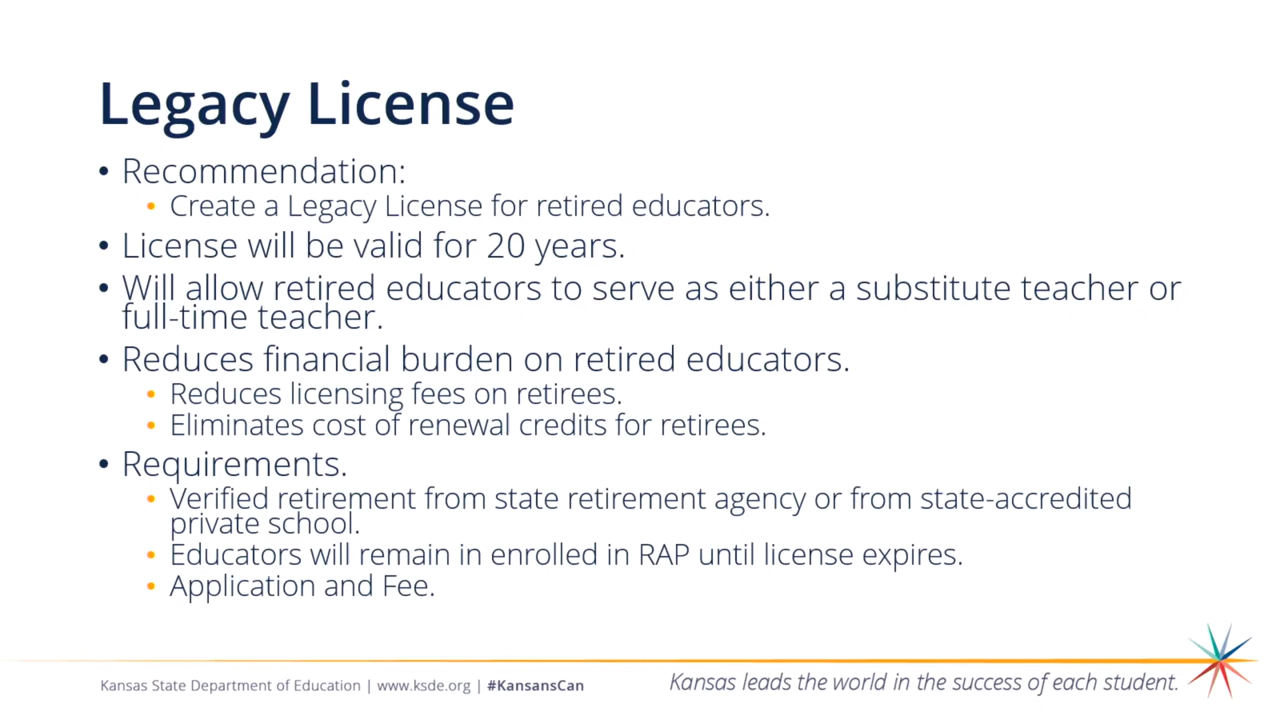 Legacy License
• Recommendation:
• Create a Legacy License for retired educators.
• License will be valid for 20 years.
• Will allow retired educators to serve as either a substitute teacher or
full-time teacher.
• Reduces financial burden on retired educators.
• Reduces licensing fees on retirees.
• Eliminates cost of renewal credits for retirees.
• Requirements.
• Verified retirement from state retirement agency or from state-accredited
private school.
• Educators will remain in enrolled in RAP until license expires.
• Application and Fee.
Kansas State Department of Education | www.ksde.org | #KansansCan
Kansas leads the world in the success of each student.